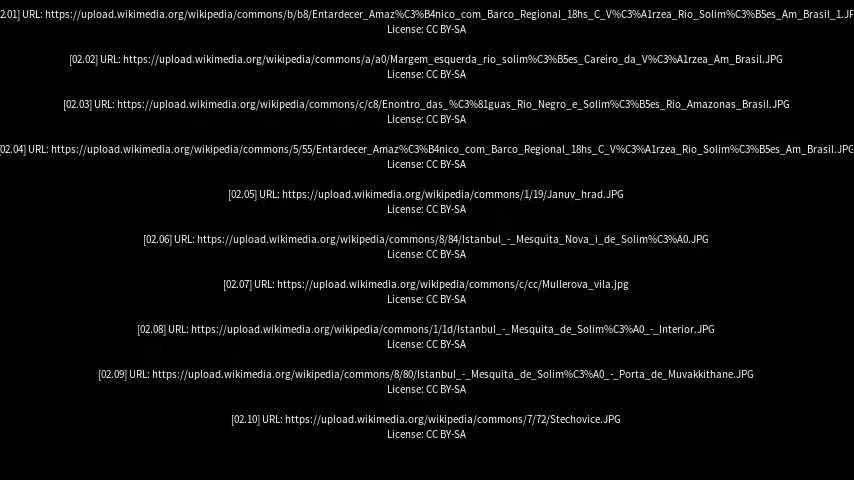 2.01] URL: https://upload.wikimedia.org/wikipedia/commons/b/b8/Entardecer_Amaz%C3%B4nico_com_Barco_Regional_18hs_C_V%C3%A1rzea_Rio_Solim%C3%B5es_Am_Brasil_1.JP
License: CC BY-SA
[02.02] URL: https://upload.wikimedia.org/wikipedia/commons/a/a0/Margem_esquerda_rio_solim%C3%B5es_Careiro_da_V%C3%A1rzea_Am_Brasil.JPG
License: CC BY-SA
[02.03] URL: https://upload.wikimedia.org/wikipedia/commons/c/c8/Enontro_das_%C3%81guas_Rio_Negro_e_Solim%C3%B5es_Rio_Amazonas_Brasil.JPG
License: CC BY-SA
02.04] URL: https://upload.wikimedia.org/wikipedia/commons/5/55/Entardecer_Amaz%C3%B4nico_com_Barco_Regional_18hs_C_V%C3%A1rzea_Rio_Solim%C3%B5es_Am_Brasil.JPG
License: CC BY-SA
[02.05] URL: https://upload.wikimedia.org/wikipedia/commons/1/19/Januv_hrad.JPG
License: CC BY-SA
[02.06] URL: https://upload.wikimedia.org/wikipedia/commons/8/84/Istanbul_-_Mesquita_Nova_i_de_Solim%C3%A0.JPG
License: CC BY-SA
[02.07] URL: https://upload.wikimedia.org/wikipedia/commons/c/cc/Mullerova_vila.jpg
License: CC BY-SA
[02.08] URL: https://upload.wikimedia.org/wikipedia/commons/1/1d/Istanbul_-_Mesquita_de_Solim%C3%A0_-_Interior.JPG
License: CC BY-SA
[02.09] URL: https://upload.wikimedia.org/wikipedia/commons/8/80/Istanbul_-_Mesquita_de_Solim%C3%A0_-_Porta_de_Muvakkithane.JPG
License: CC BY-SA
[02.10] URL: https://upload.wikimedia.org/wikipedia/commons/7/72/Stechovice.JPG
License: CC BY-SA